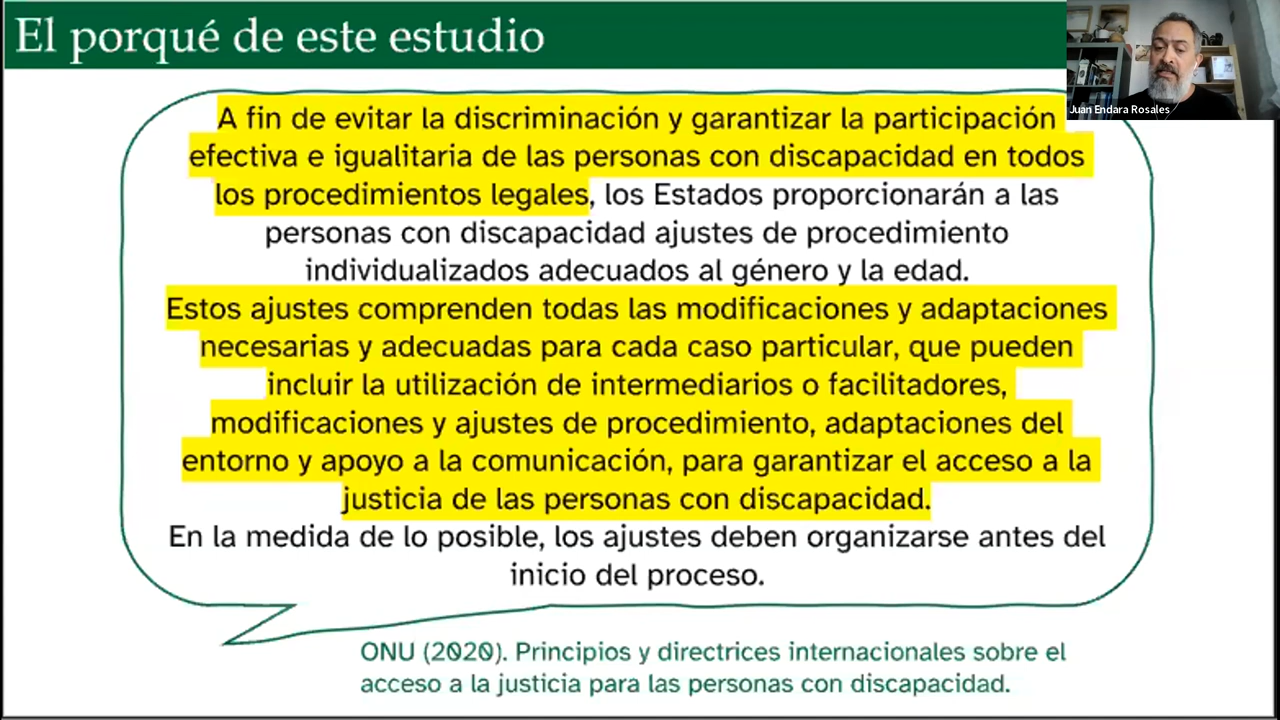 El porqué de este estudio
Juan Endara Rosales
A fin de evitar la discriminación y garantizar la participación
efectiva e igualitaria de las personas con discapacidad en todos
los procedimientos legales, los Estados proporcionarán a las
personas con discapacidad ajustes de procedimiento
individualizados adecuados al género y la edad.
Estos ajustes comprenden todas las modificaciones y adaptaciones
necesarias y adecuadas para cada caso particular, que pueden
incluir la utilización de intermediarios o facilitadores,
modificaciones y ajustes de procedimiento, adaptaciones del
entorno y apoyo a la comunicación, para garantizar el acceso a la
justicia de las personas con discapacidad.
En la medida de lo posible, los ajustes deben organizarse antes del
inicio del proceso.
ONU (2020). Principios y directrices internacionales sobre el
acceso a la justicia para las personas con discapacidad.